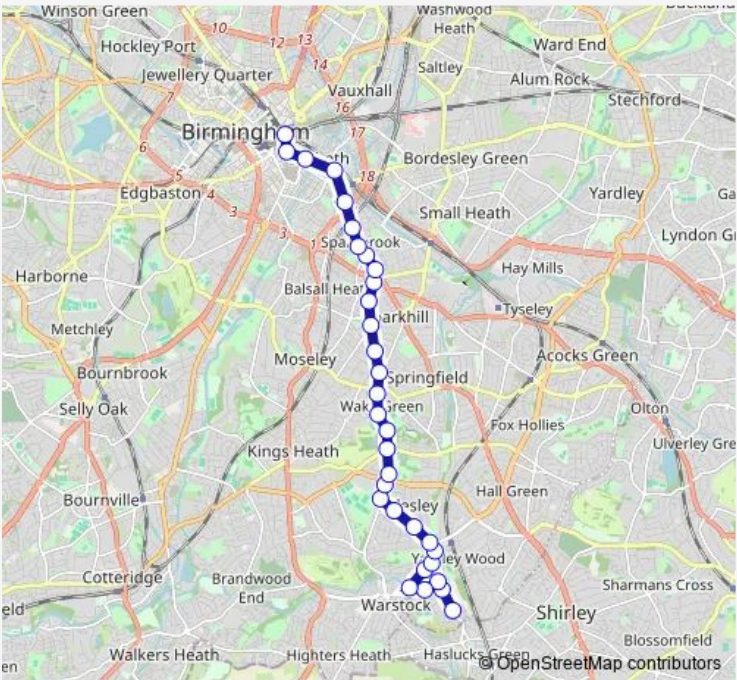 Winson Green
Washwood
Heath
Hockley Port
10
12
13
14
Ward End
Saltley
Jewellery Quarter
Alum Rock
Vauxhall
7
16
Stechford
Birmingham
17
6
Bordesley Green
5
4
18
Edgbaston
Yardley
3
Small Heath
3
1
Lyndon Gr
Harborne
Hay Mills
Balsall Heat
Tyseley
Metchley
arkhill
Moseley
Acocks Green
Bournbrook
Springfield
Selly Oak
Olton
Fox Hollies
Ulverley Gre
Kings Heath
Hall Green
Bournville
Cotteridge
Brandwood
End
Sharmans Cross
eld
Warstock
Shirley
Blossomfield
Walkers Heath
Highters Heath
Haslucks Green
en
© OpenStreetMap contributors